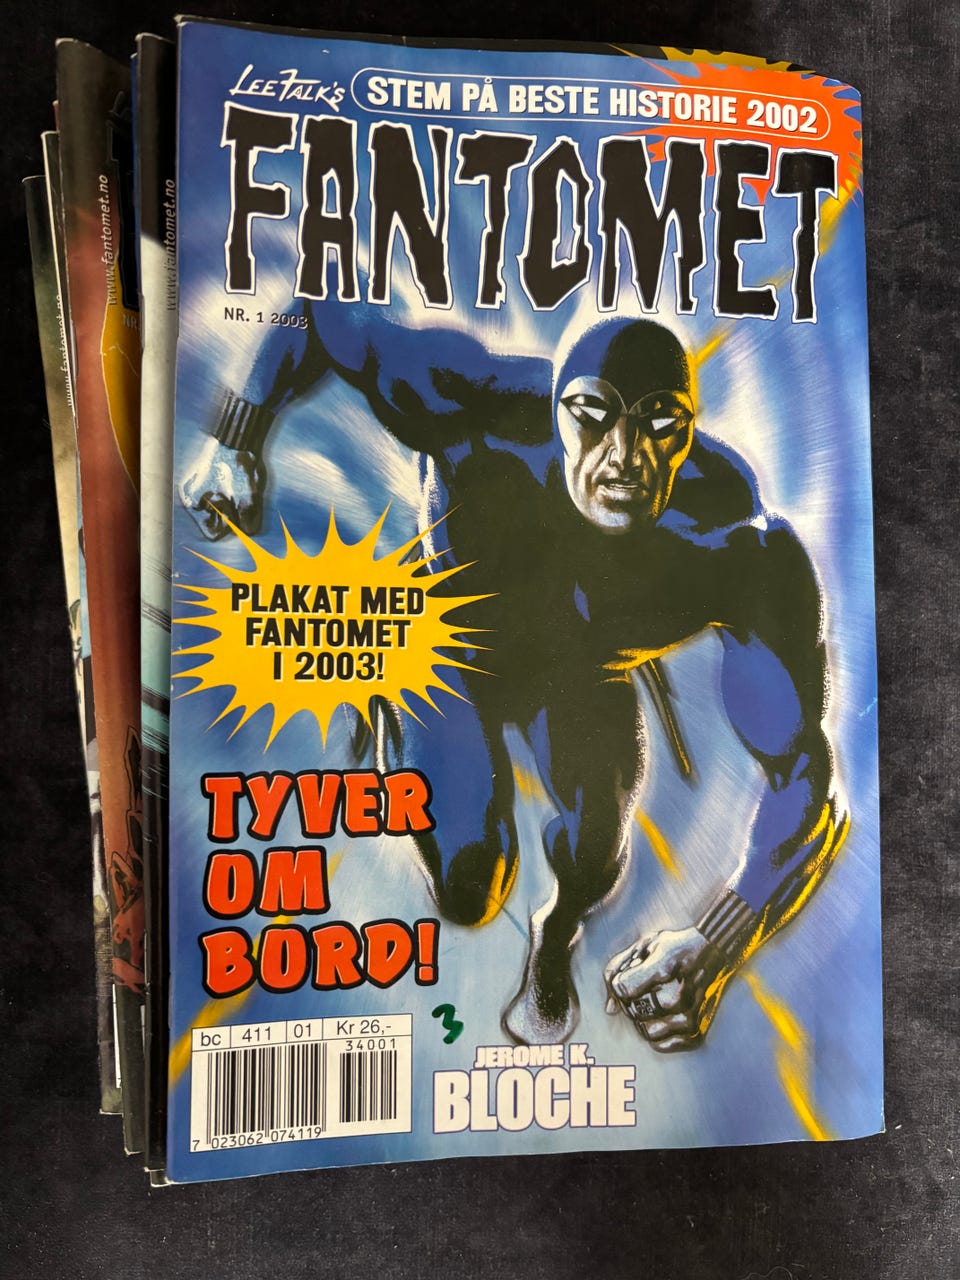 LEE FALK'S
STEM PÅ BESTE HISTORIE 2002
FANTOMET
NR. 1 2003
PLAKAT MED
FANTOMET
I 2003!
TYVER
OM
BORD!
3
JEROME K.
BLOCHE
bc 411 01 Kr 26,-
34001
7 023062 074119
www.fantomet.no
www.fantomet.no
www.fantomet.no
NR.